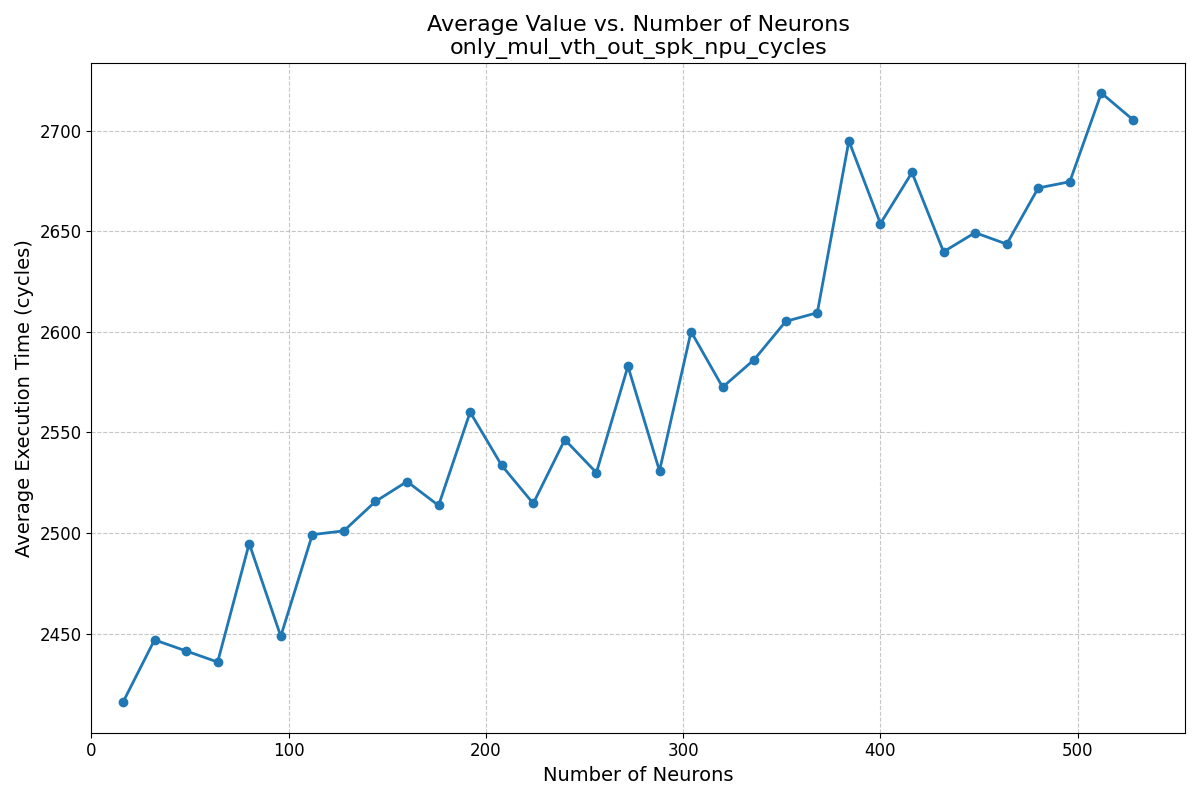 Average Value vs. Number of Neurons
only_mul_vth_out_spk_npu_cycles
Average Execution Time (cycles)
2700
2650
2600
2550
2500
2450
0 100 200 300 400 500
Number of Neurons